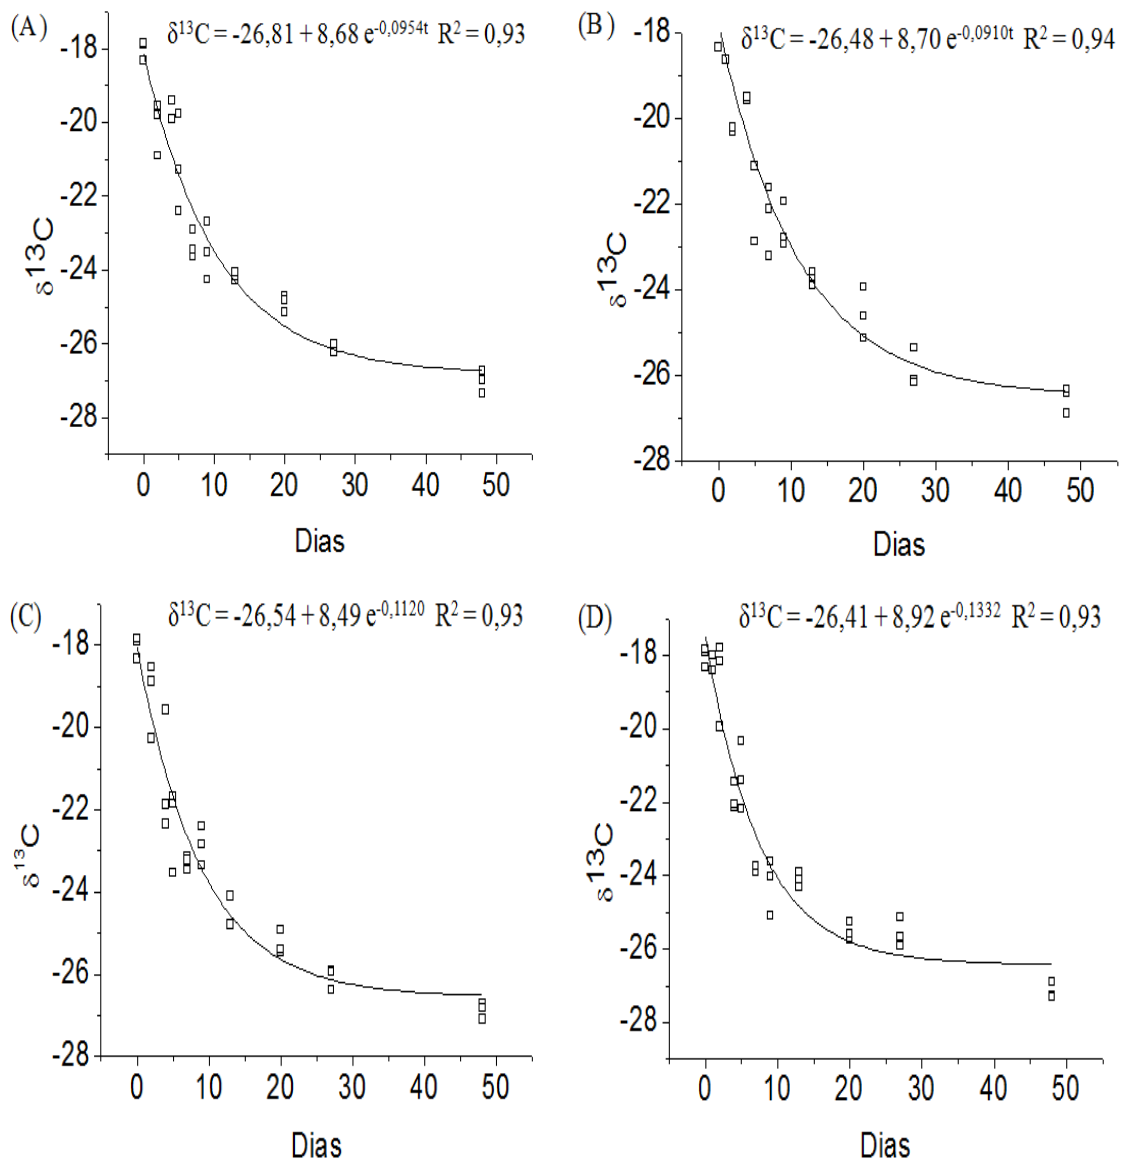 (A)
δ¹³C = -26,81 + 8,68 e⁻⁰,⁰⁹⁵⁴ᵗ R² = 0,93
-18
-20
-22
-24
-26
-28
δ13C
0 10 20 30 40 50
Dias
(B)
δ¹³C = -26,48 + 8,70 e⁻⁰,⁰⁹¹⁰ᵗ R² = 0,94
-18
-20
-22
-24
-26
-28
δ13C
0 10 20 30 40 50
Dias
(C)
δ¹³C = -26,54 + 8,49 e⁻⁰,¹¹²⁰ R² = 0,93
-18
-20
-22
-24
-26
-28
δ¹³C
0 10 20 30 40 50
Dias
(D)
δ¹³C = -26,41 + 8,92 e⁻⁰,¹³³² R² = 0,93
-18
-20
-22
-24
-26
-28
δ13C
0 10 20 30 40 50
Dias